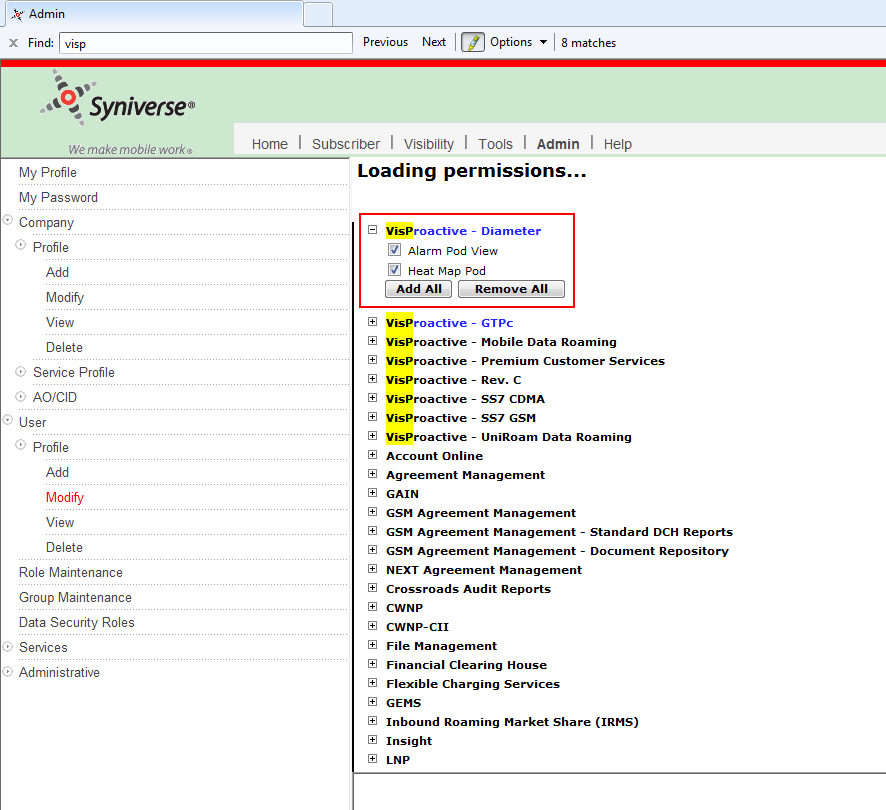 Admin
x Find: visp Previous Next Options 8 matches
Syniverse®
We make mobile work®
Home | Subscriber | Visibility | Tools | Admin | Help
My Profile
My Password
Company
Profile
Add
Modify
View
Delete
Service Profile
AO/CID
User
Profile
Add
Modify
View
Delete
Role Maintenance
Group Maintenance
Data Security Roles
Services
Administrative
Loading permissions...
VisProactive - Diameter
Alarm Pod View
Heat Map Pod
Add All Remove All
VisProactive - GTPc
VisProactive - Mobile Data Roaming
VisProactive - Premium Customer Services
VisProactive - Rev. C
VisProactive - SS7 CDMA
VisProactive - SS7 GSM
VisProactive - UniRoam Data Roaming
Account Online
Agreement Management
GAIN
GSM Agreement Management
GSM Agreement Management - Standard DCH Reports
GSM Agreement Management - Document Repository
NEXT Agreement Management
Crossroads Audit Reports
CWNP
CWNP-CII
File Management
Financial Clearing House
Flexible Charging Services
GEMS
Inbound Roaming Market Share (IRMS)
Insight
LNP